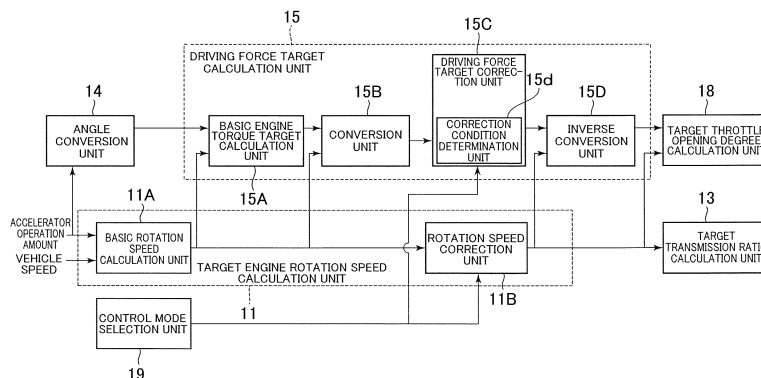 15
DRIVING FORCE TARGET
CALCULATION UNIT
15C
DRIVING FORCE
TARGET CORREC-
TION UNIT
15d
CORRECTION
CONDITION
DETERMINATION
UNIT
14
ANGLE
CONVERSION
UNIT
BASIC ENGINE
TORQUE TARGET
CALCULATION
UNIT
15A
15B
CONVERSION
UNIT
15D
INVERSE
CONVERSION
UNIT
18
TARGET THROTTLE
OPENING DEGREE
CALCULATION UNIT
11A
ACCELERATOR
OPERATION
AMOUNT
VEHICLE
SPEED
BASIC ROTATION
SPEED
CALCULATION UNIT
ROTATION SPEED
CORRECTION
UNIT
11B
13
TARGET
TRANSMISSION RATIO
CALCULATION UNIT
TARGET ENGINE ROTATION SPEED
CALCULATION UNIT
11
CONTROL MODE
SELECTION UNIT
19